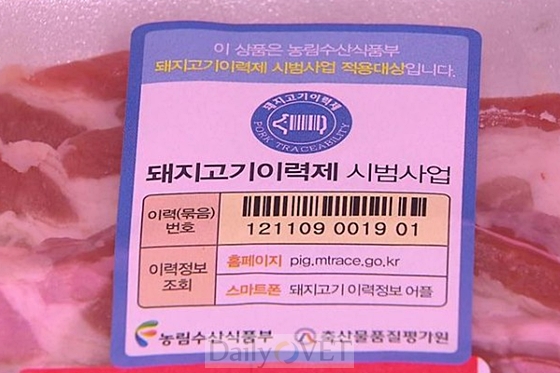 이 상품은 농림수산식품부
돼지고기이력제 시범사업 적용대상입니다.
돼지고기이력제
PORK TRACEABILITY
돼지고기이력제 시범사업
이력(묶음)
번호
121109 0019 01
이력정보
조회
홈페이지 pig.mtrace.go.kr
스마트폰 돼지고기 이력정보 어플
농림수산식품부 축산물품질평가원
DailyVET